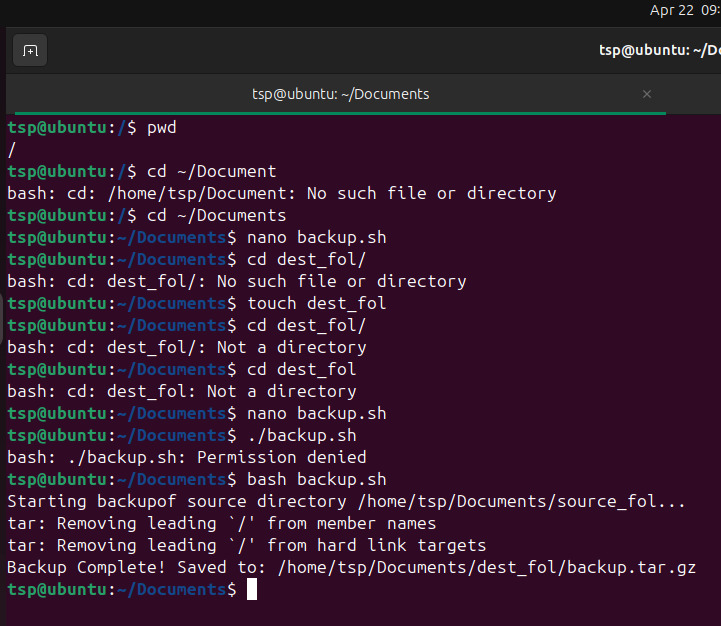 Apr 22 09:
tsp@ubuntu: ~/Do
tsp@ubuntu: ~/Documents
tsp@ubuntu:/$ pwd
/
tsp@ubuntu:/$ cd ~/Document
bash: cd: /home/tsp/Document: No such file or directory
tsp@ubuntu:/$ cd ~/Documents
tsp@ubuntu:~/Documents$ nano backup.sh
tsp@ubuntu:~/Documents$ cd dest_fol/
bash: cd: dest_fol/: No such file or directory
tsp@ubuntu:~/Documents$ touch dest_fol
tsp@ubuntu:~/Documents$ cd dest_fol/
bash: cd: dest_fol/: Not a directory
tsp@ubuntu:~/Documents$ cd dest_fol
bash: cd: dest_fol: Not a directory
tsp@ubuntu:~/Documents$ nano backup.sh
tsp@ubuntu:~/Documents$ ./backup.sh
bash: ./backup.sh: Permission denied
tsp@ubuntu:~/Documents$ bash backup.sh
Starting backupof source directory /home/tsp/Documents/source_fol...
tar: Removing leading `/' from member names
tar: Removing leading `/' from hard link targets
Backup Complete! Saved to: /home/tsp/Documents/dest_fol/backup.tar.gz
tsp@ubuntu:~/Documents$